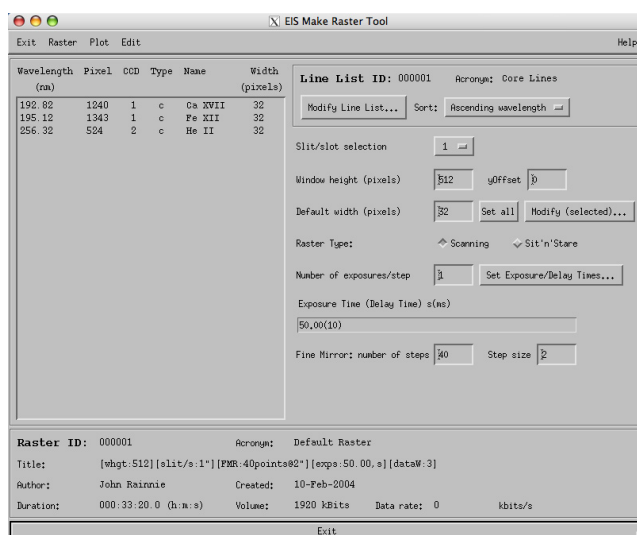 EIS Make Raster Tool
Exit Raster Plot Edit Help
Wavelength Pixel CCD Type Name Width
(nm) (pixels)
192.82 1240 1 c Ca XVII 32
195.12 1343 1 c Fe XII 32
256.32 524 2 c He II 32
Line List ID: 000001 Acronym: Core Lines
Modify Line List... Sort: Ascending wavelength
Slit/slot selection 1
Window height (pixels) 512 yOffset 0
Default width (pixels) 32 Set all Modify (selected)...
Raster Type: Scanning Sit'n'Stare
Number of exposures/step 1 Set Exposure/Delay Times...
Exposure Time (Delay Time) s(ms)
50.00(10)
Fine Mirror: number of steps 40 Step size 2
Raster ID: 000001 Acronym: Default Raster
Title: [whgt:512][slit/s:1"][FMR:40points@2"][exps:50.00,s][dataW:3]
Author: John Rainnie Created: 10-Feb-2004
Duration: 000:33:20.0 (h:m:s) Volume: 1920 kBits Data rate: 0 kbits/s
Exit